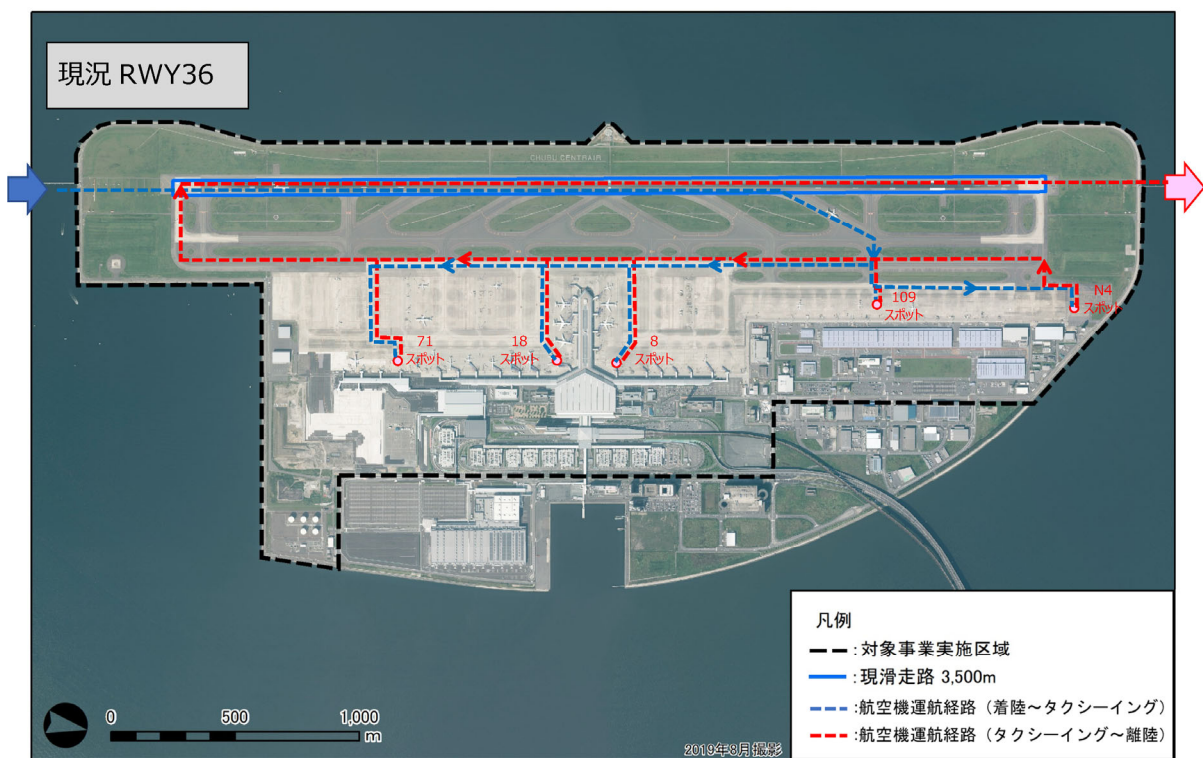 現況 RWY36
CHUBU CENTRAIR
109
スポット
N4
スポット
71
スポット
18
スポット
8
スポット
凡例
:対象事業実施区域
:現滑走路 3,500m
:航空機運航経路（着陸～タクシーイング）
:航空機運航経路（タクシーイング～離陸）
0 500 1,000
m
2019年8月撮影